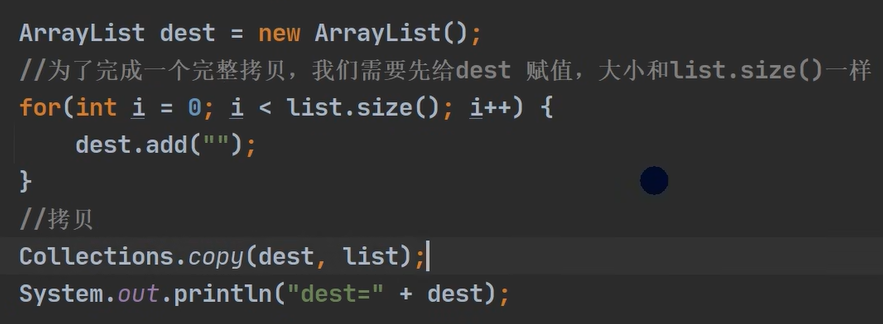 ArrayList dest = new ArrayList();
//为了完成一个完整拷贝，我们需要先给dest 赋值，大小和list.size()一样
for(int i = 0; i < list.size(); i++) {
    dest.add("");
}
//拷贝
Collections.copy(dest, list);
System.out.println("dest=" + dest);